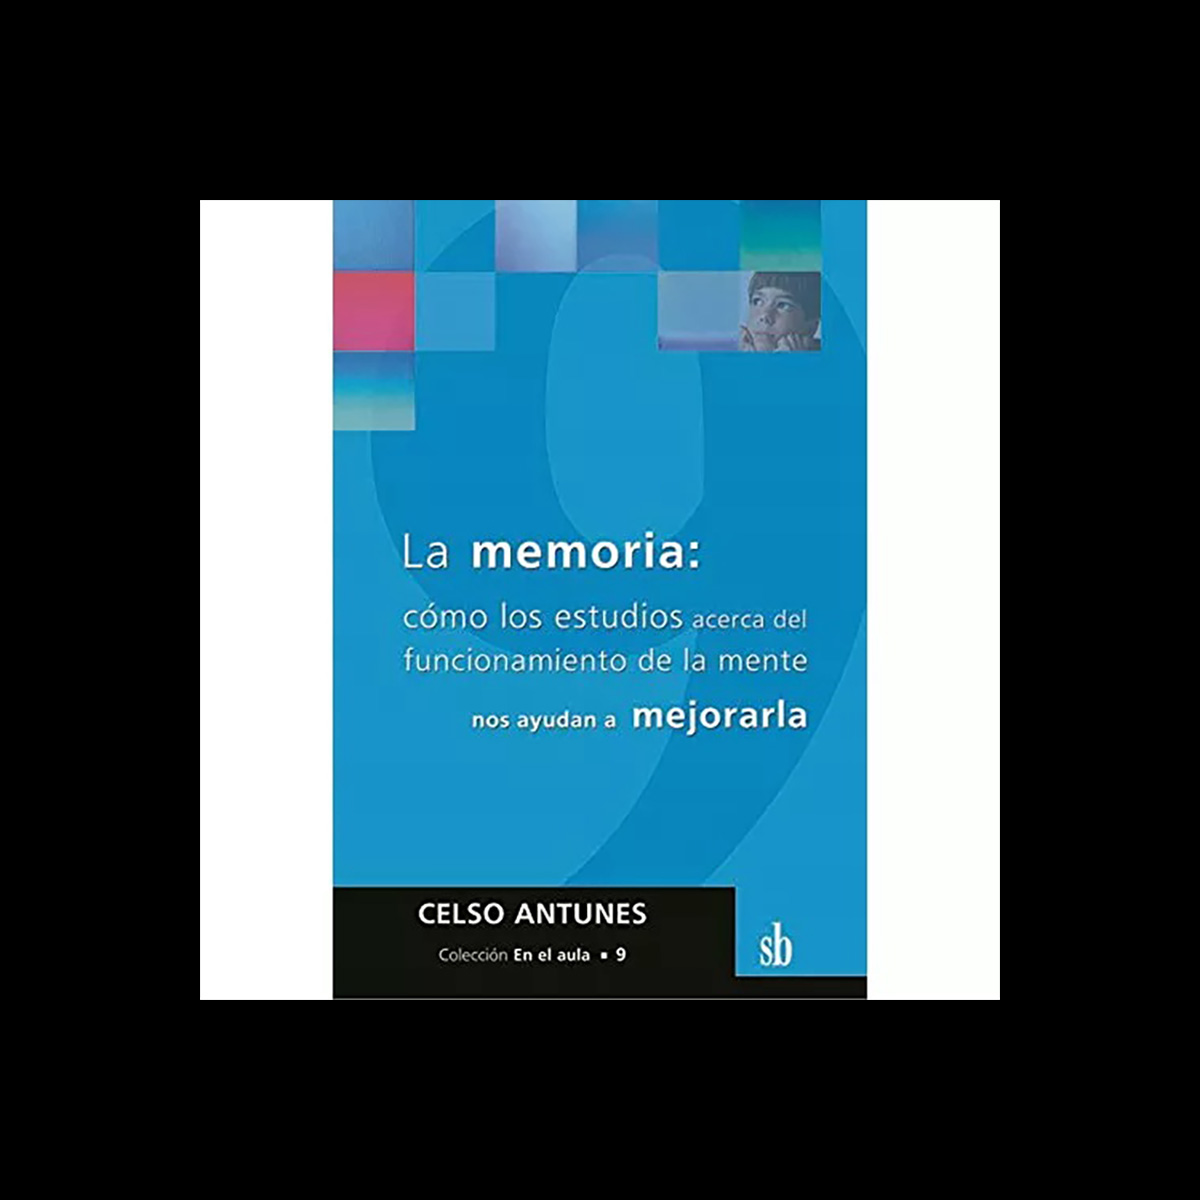 La memoria:
cómo los estudios acerca del
funcionamiento de la mente
nos ayudan a mejorarla
CELSO ANTUNES
Colección En el aula ▪ 9
sb
9